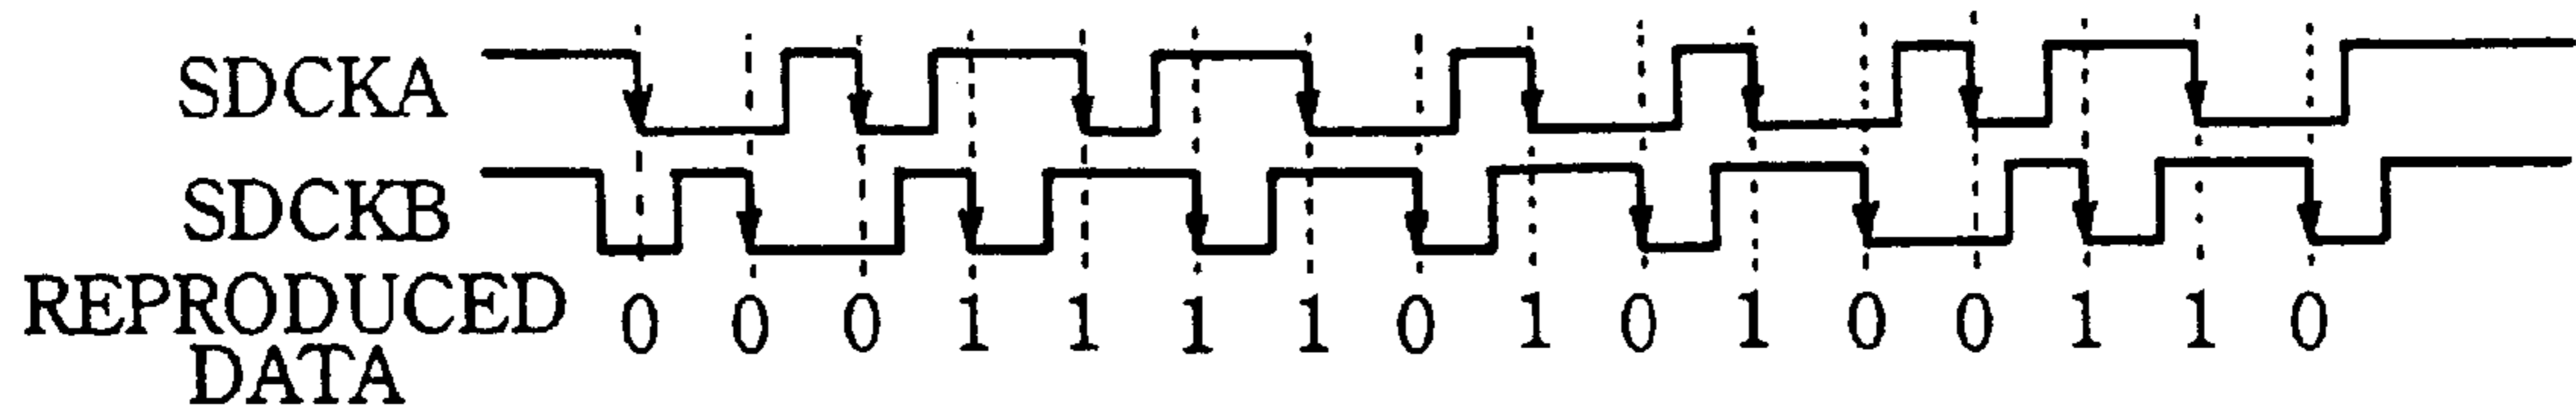 SDCKA
SDCKB
REPRODUCED 0 0 0 1 1 1 1 0 1 0 1 0 0 1 1 0
DATA